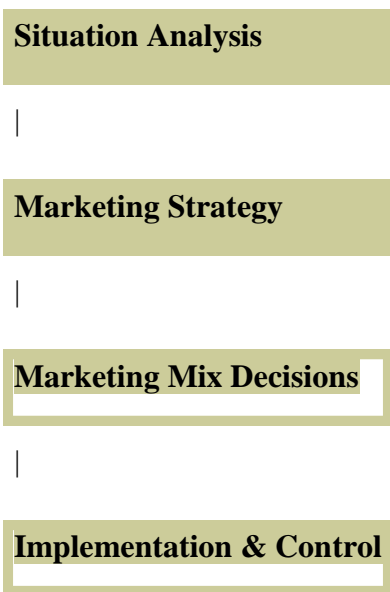 Situation Analysis
|
Marketing Strategy
|
Marketing Mix Decisions
|
Implementation & Control